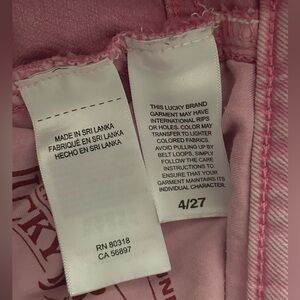 MADE IN SRI LANKA
FABRIQUÉ EN SRI LANKA
HECHO EN SRI LANKA
RN 80318
CA 56897
THIS LUCKY BRAND
GARMENT MAY HAVE
INTERNATIONAL RIPS
OR HOLES. COLOR MAY
TRANSFER TO LIGHTER
COLORED FABRICS.
AVOID PULLING UP BY
BELT LOOPS, SIMPLY
FOLLOW THE CARE
INSTRUCTIONS TO
ENSURE THAT YOUR
GARMENT MAINTAINS ITS
INDIVIDUAL CHARACTER.
4/27